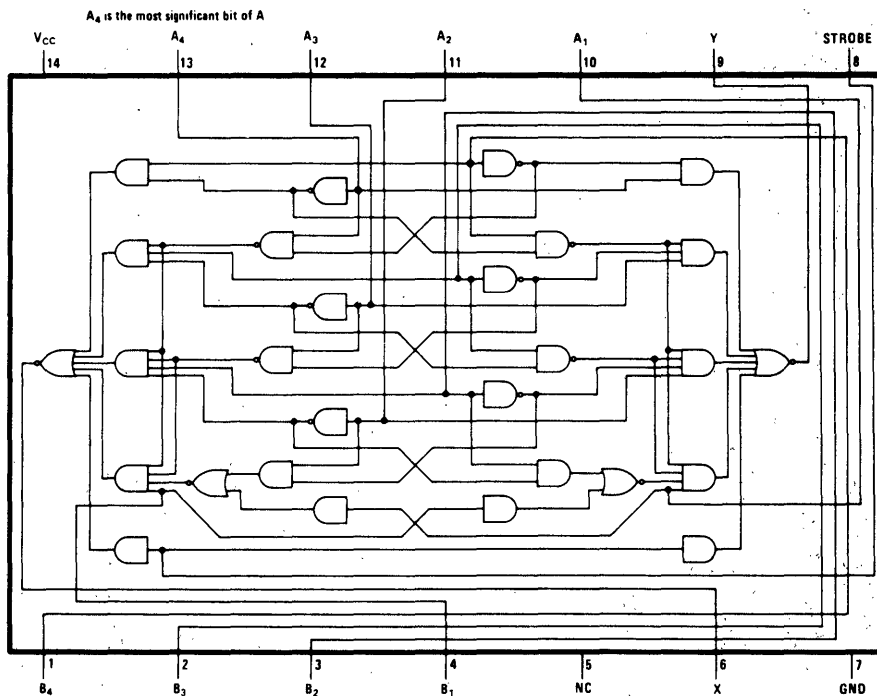 A4 is the most significant bit of A
VCC A4 A3 A2 A1 Y STROBE
14 13 12 11 10 9 8
1 2 3 4 5 6 7
B4 B3 B2 B1 NC X GND